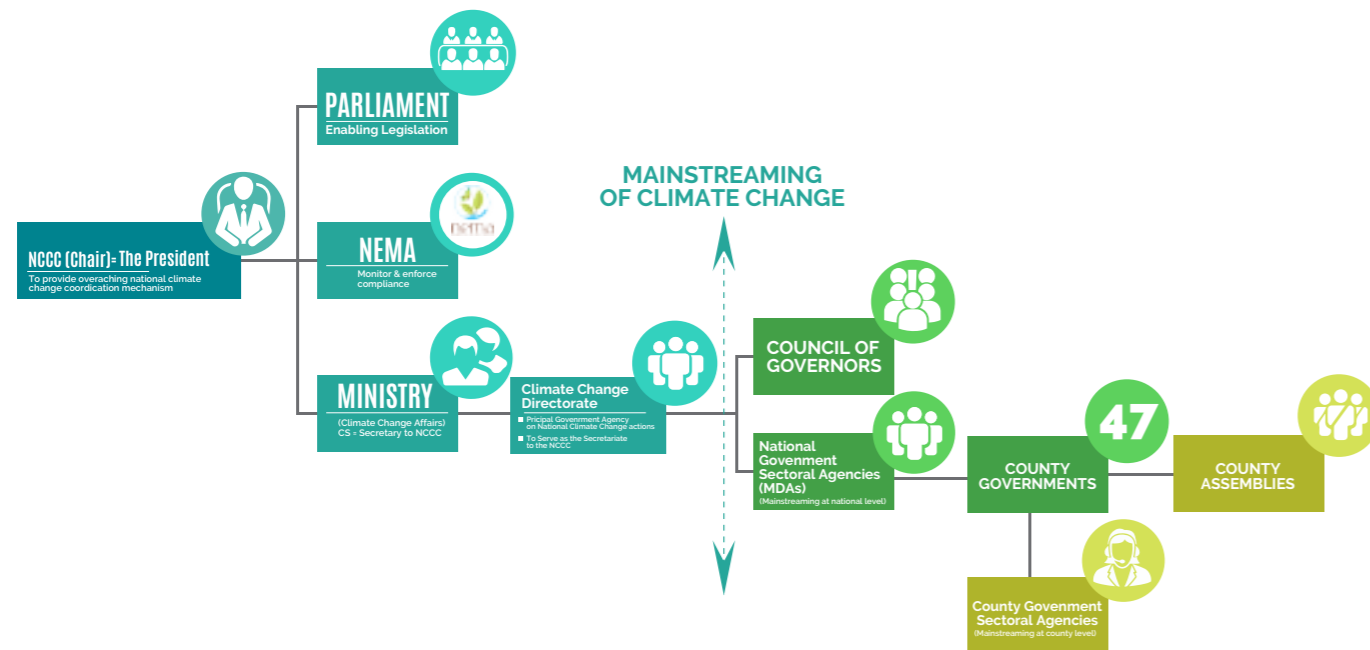 PARLIAMENT
Enabling Legislation
MAINSTREAMING
OF CLIMATE CHANGE
NCCC (Chair)= The President
To provide overaching national climate
change coordication mechanism
NEMA
Monitor & enforce
compliance
nema
MINISTRY
(Climate Change Affairs)
CS = Secretary to NCCC
Climate Change
Directorate
Pricipal Govenment Agency
on National Climate Change actions
To Serve as the Secretariate
to the NCCC
COUNCIL OF
GOVERNORS
National
Govenment
Sectoral Agencies
(MDAs)
(Mainstreaming at national level)
47
COUNTY
GOVERNMENTS
COUNTY
ASSEMBLIES
County Govenment
Sectoral Agencies
(Mainstreaming at county level)